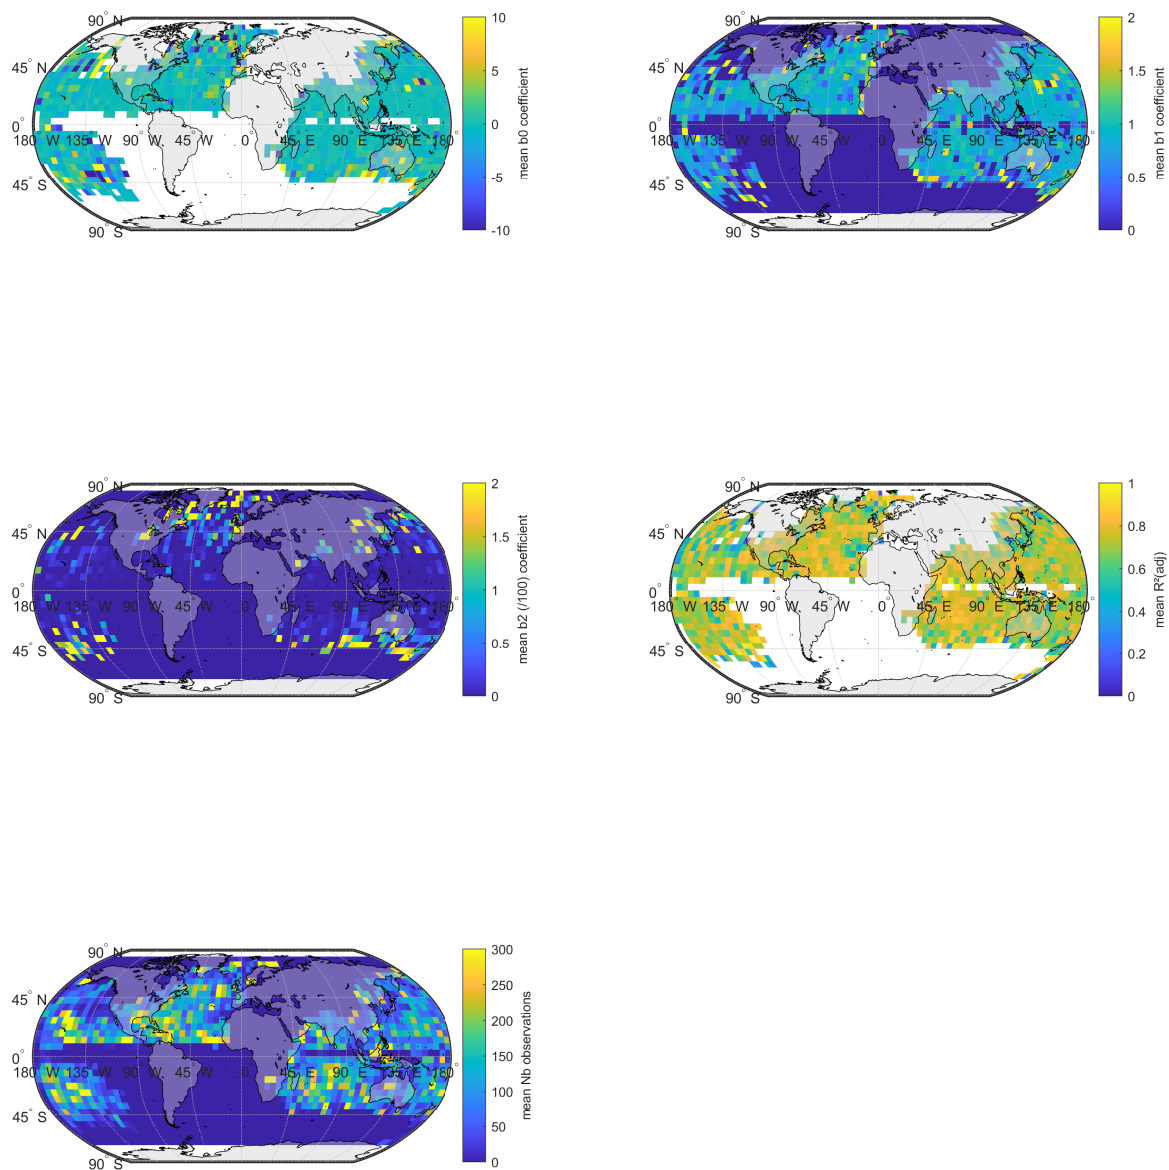 90° N
45° N
0°
180 W 135 90 45 W 0 45 E 90 E 135 E 180
45° S
90° S
10
5
0
-5
-10
mean b0 coefficient
90° N
45° N
0°
180 W 135 90 45 W 0 45 E 90 E 135 E 180
45° S
90° S
2
1.5
1
0.5
0
mean b1 coefficient
90° N
45° N
0°
180 W 135 90 45 W 0 45 E 90 E 135 E 180
45° S
90° S
2
1.5
1
0.5
0
mean b2 (/100) coefficient
90° N
45° N
0°
180 W 135 90 45 W 0 45 E 90 E 135 E 180
45° S
90° S
1
0.8
0.6
0.4
0.2
0
mean R²(adj)
90° N
45° N
0°
180 W 135 90 45 W 0 45 E 90 E 135 E 180
45° S
90° S
300
250
200
150
100
50
0
mean Nb observations